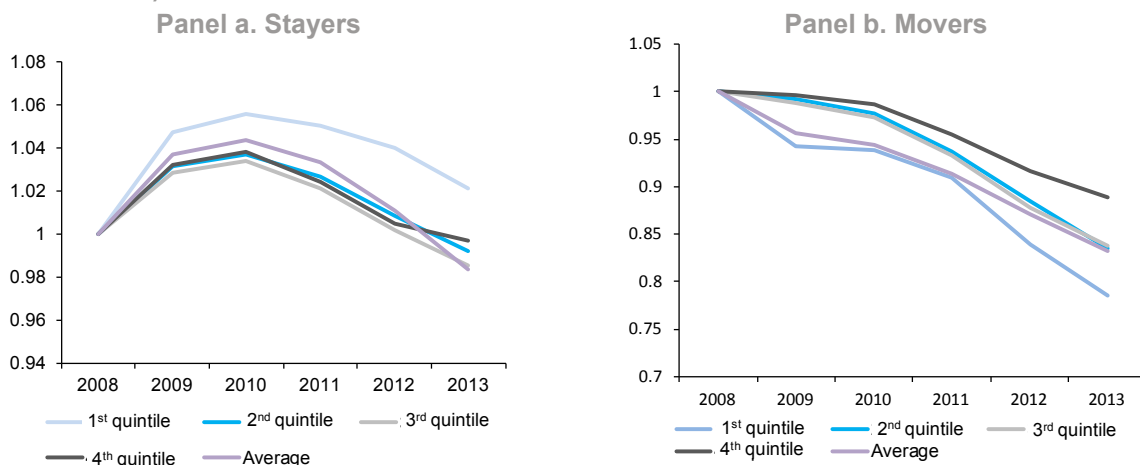 Panel a. Stayers
1.08
1.06
1.04
1.02
1
0.98
0.96
0.94
2008 2009 2010 2011 2012 2013
1st quintile 2nd quintile 3rd quintile
4th quintile Average
Panel b. Movers
1.05
1
0.95
0.9
0.85
0.8
0.75
0.7
2008 2009 2010 2011 2012 2013
1st quintile 2nd quintile 3rd quintile
4th quintile Average